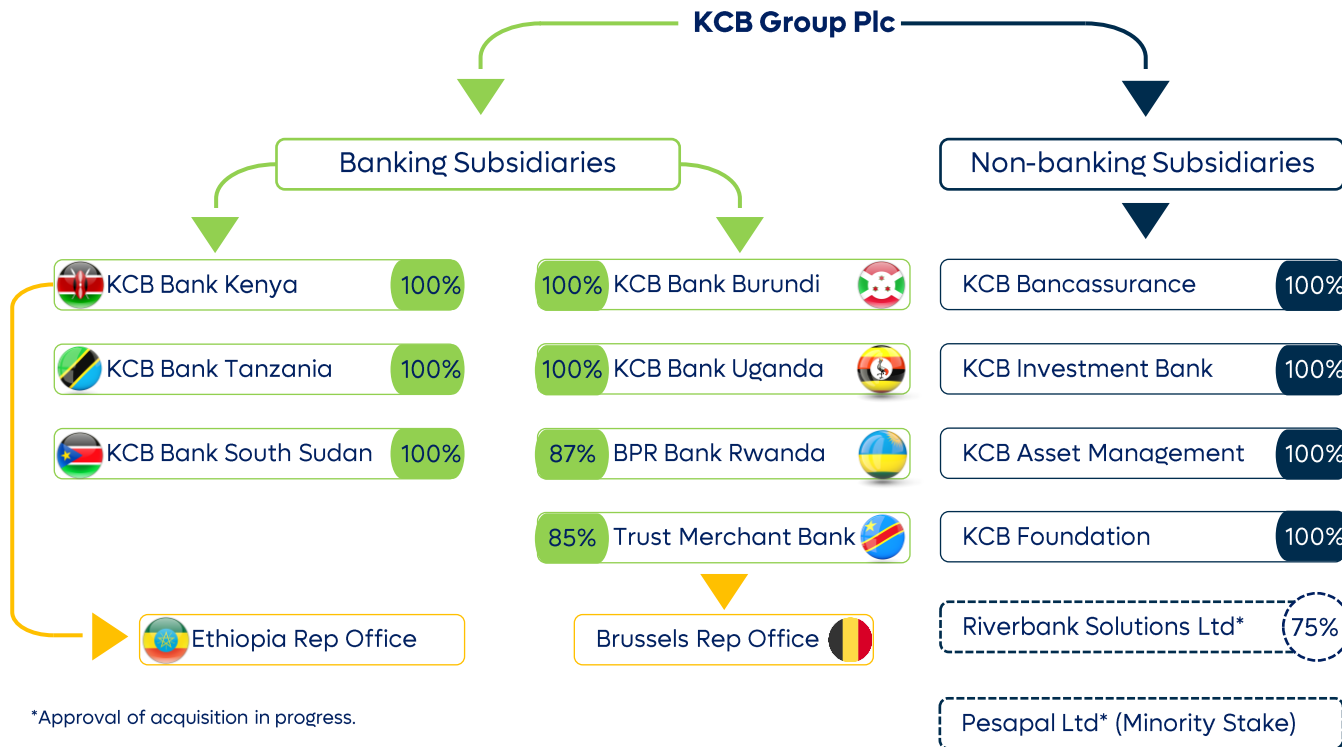 KCB Group Plc
Banking Subsidiaries
Non-banking Subsidiaries
KCB Bank Kenya 100%
KCB Bank Tanzania 100%
KCB Bank South Sudan 100%
Ethiopia Rep Office
100% KCB Bank Burundi
100% KCB Bank Uganda
87% BPR Bank Rwanda
85% Trust Merchant Bank
Brussels Rep Office
KCB Bancassurance 100%
KCB Investment Bank 100%
KCB Asset Management 100%
KCB Foundation 100%
Riverbank Solutions Ltd* 75%
Pesapal Ltd* (Minority Stake)
*Approval of acquisition in progress.